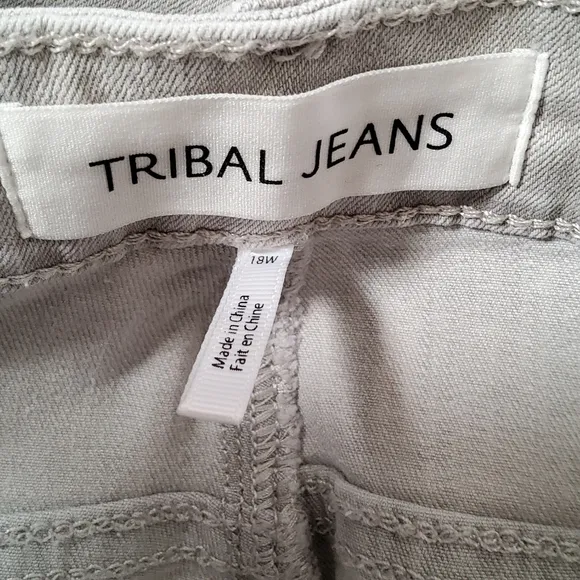 TRIBAL JEANS
18W
Made in China
Fait en Chine